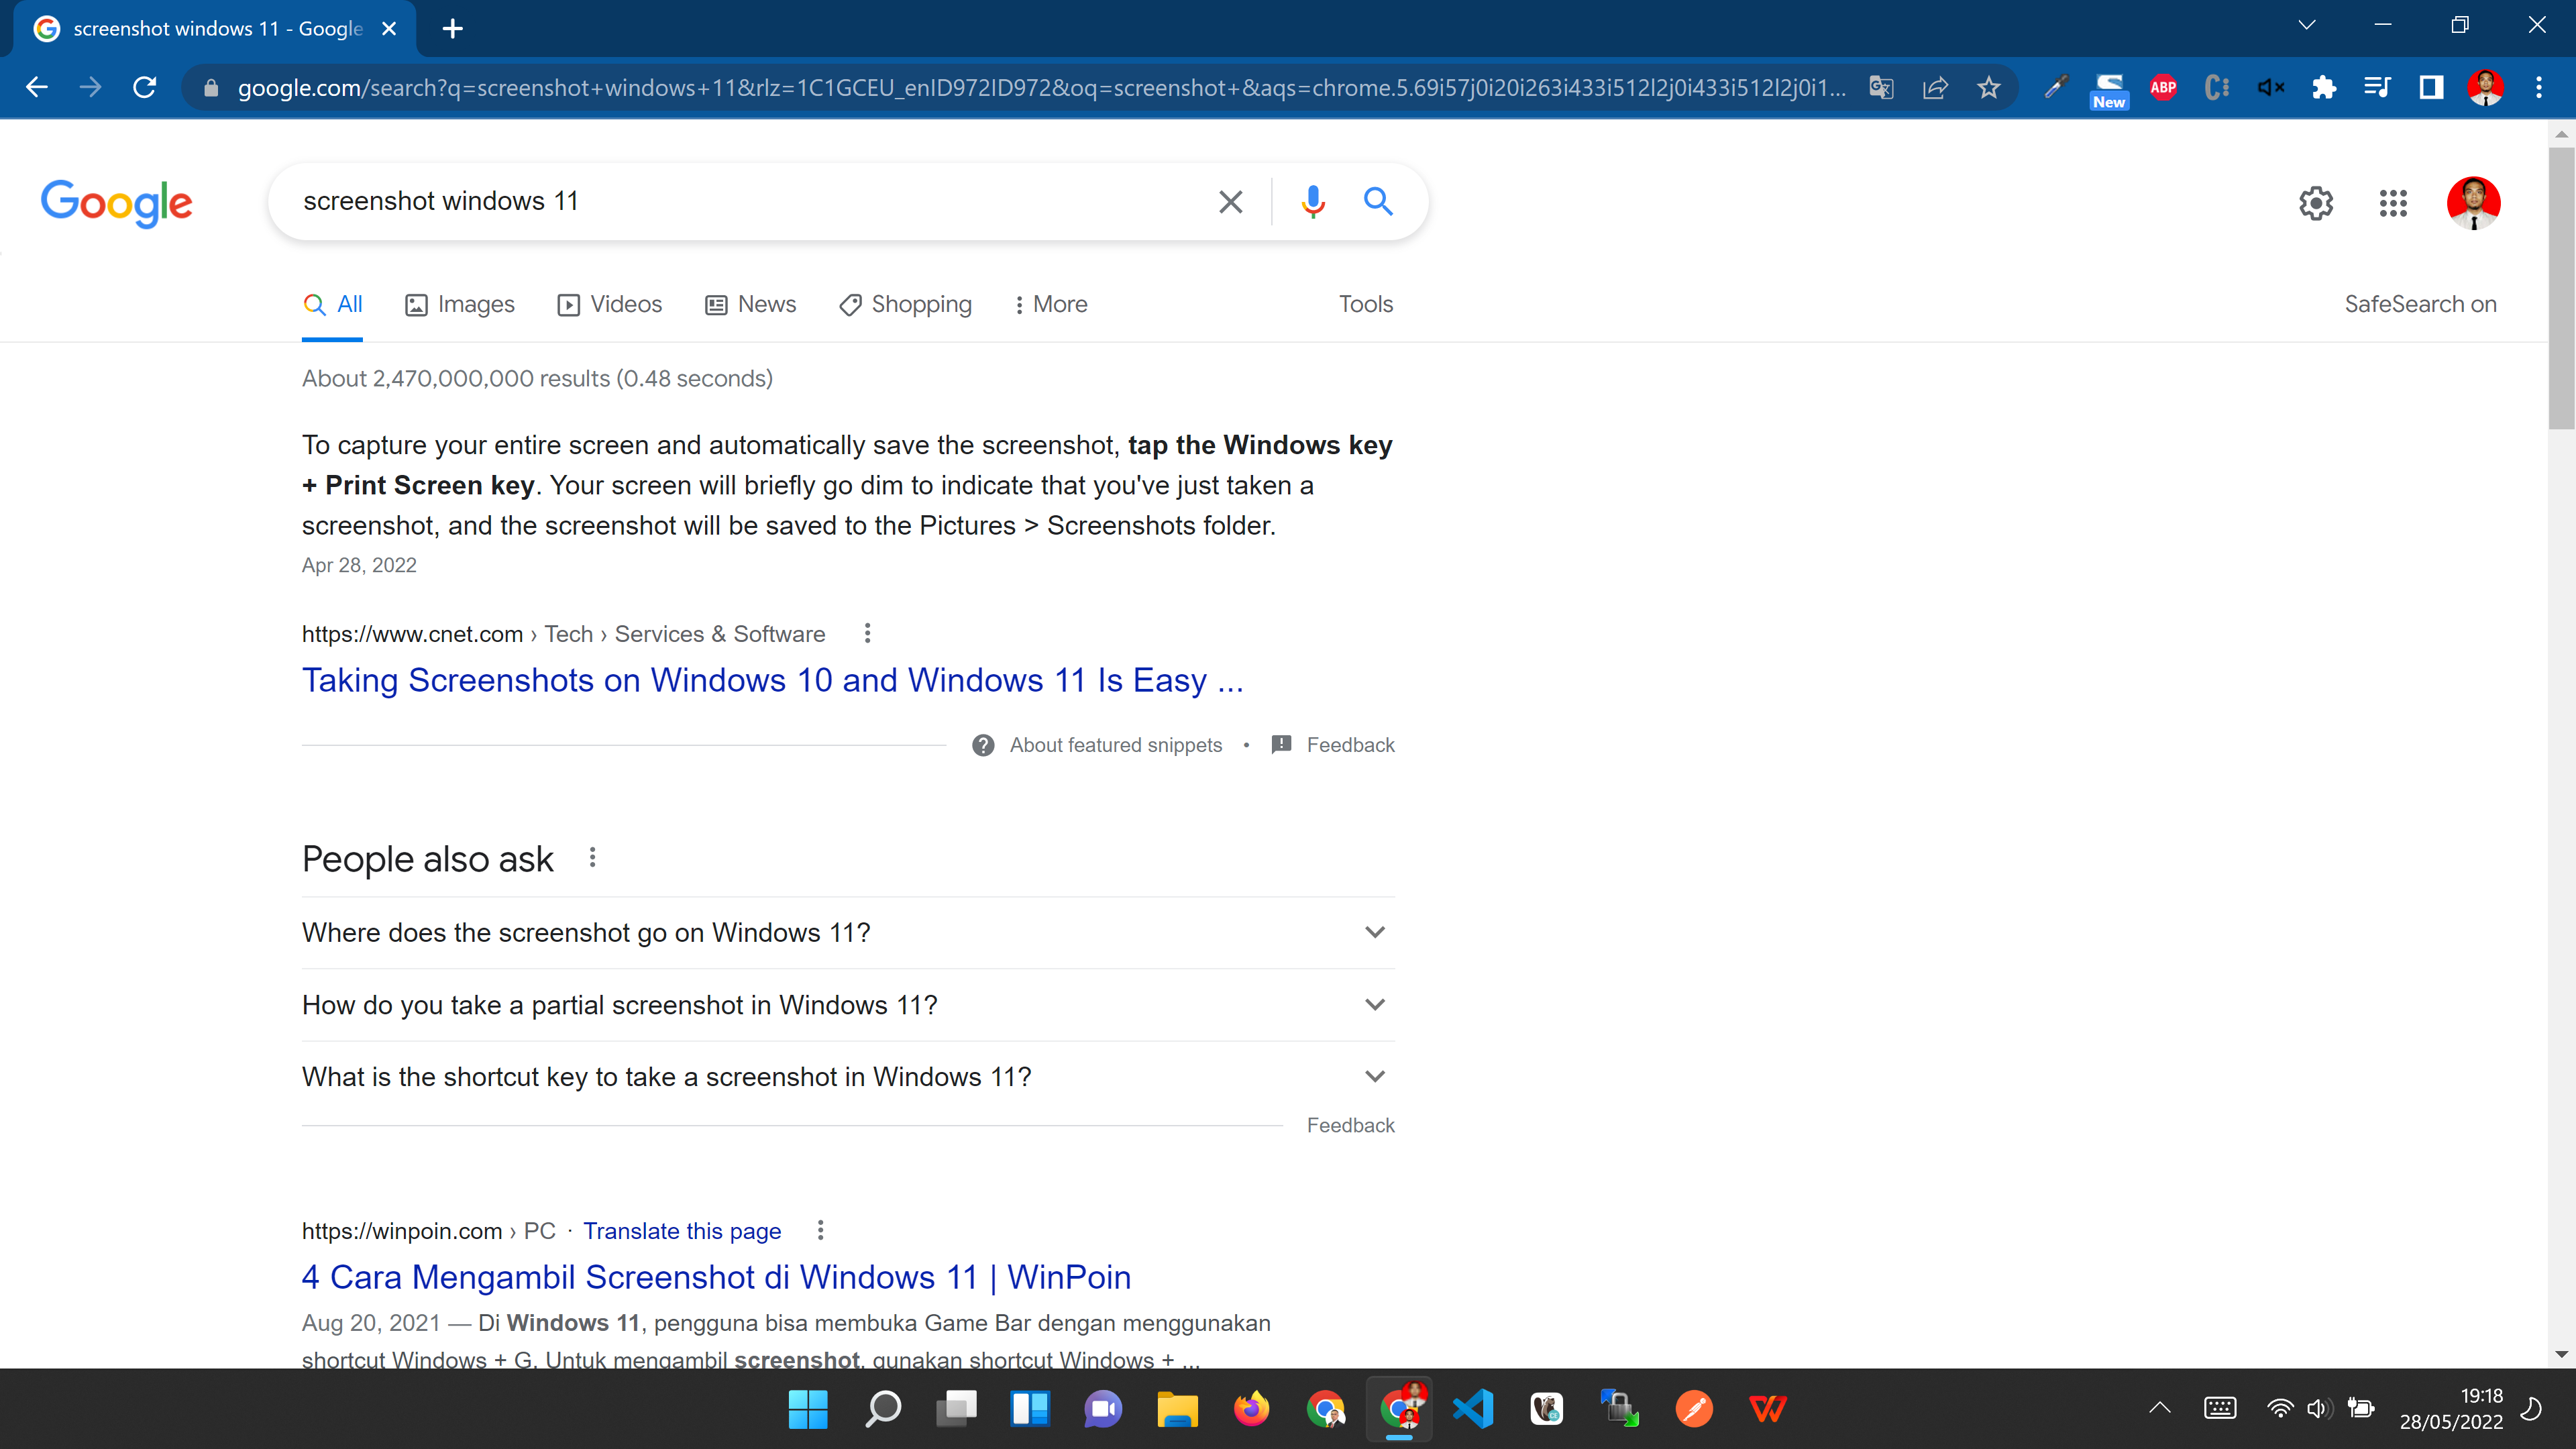 screenshot windows 11 - Google
google.com/search?q=screenshot+windows+11&rlz=1C1GCEU_enID972ID972&oq=screenshot+&aqs=chrome.5.69i57j0i20i263i433i512l2j0i433i512l2j0i1...
New
ABP
Google
screenshot windows 11
All
Images
Videos
News
Shopping
More
Tools
SafeSearch on
About 2,470,000,000 results (0.48 seconds)
To capture your entire screen and automatically save the screenshot, tap the Windows key
+ Print Screen key. Your screen will briefly go dim to indicate that you've just taken a
screenshot, and the screenshot will be saved to the Pictures > Screenshots folder.
Apr 28, 2022
https://www.cnet.com › Tech › Services & Software
Taking Screenshots on Windows 10 and Windows 11 Is Easy ...
About featured snippets • Feedback
People also ask
Where does the screenshot go on Windows 11?
How do you take a partial screenshot in Windows 11?
What is the shortcut key to take a screenshot in Windows 11?
Feedback
https://winpoin.com › PC · Translate this page
4 Cara Mengambil Screenshot di Windows 11 | WinPoin
Aug 20, 2021 — Di Windows 11, pengguna bisa membuka Game Bar dengan menggunakan
shortcut Windows + G. Untuk mengambil screenshot, gunakan shortcut Windows + ...
19:18
28/05/2022